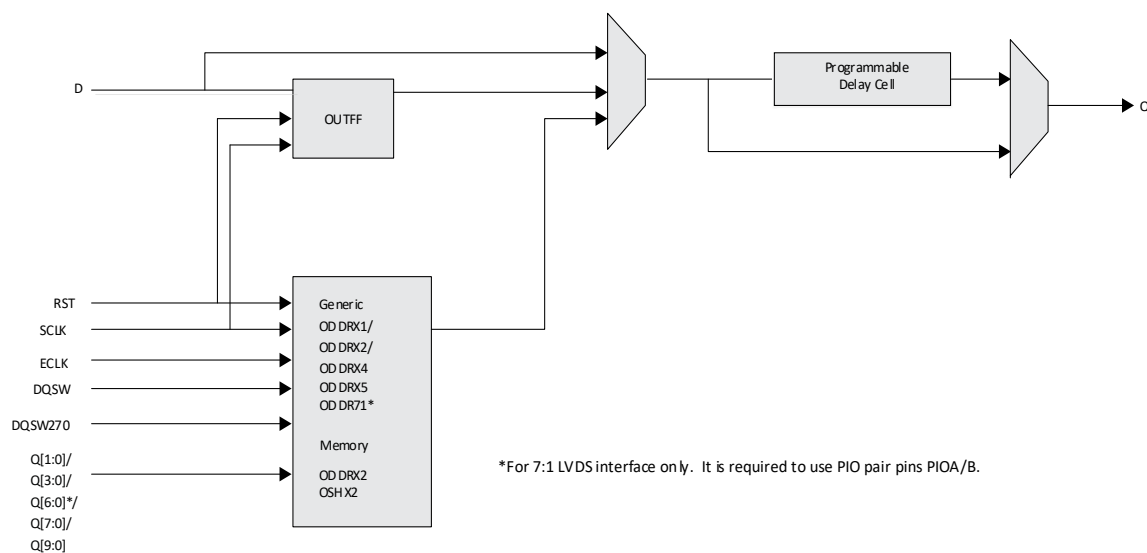 D
OUTFF
Programmable
Delay Cell
Q
RST
SCLK
ECLK
DQSW
DQSW270
Q[1:0]/
Q[3:0]/
Q[6:0]*/
Q[7:0]/
Q[9:0]
Generic
ODDRX1/
ODDRX2/
ODDRX4
ODDRX5
ODDR71*
Memory
ODDRX2
OSHX2
*For 7:1 LVDS interface only. It is required to use PIO pair pins PIOA/B.